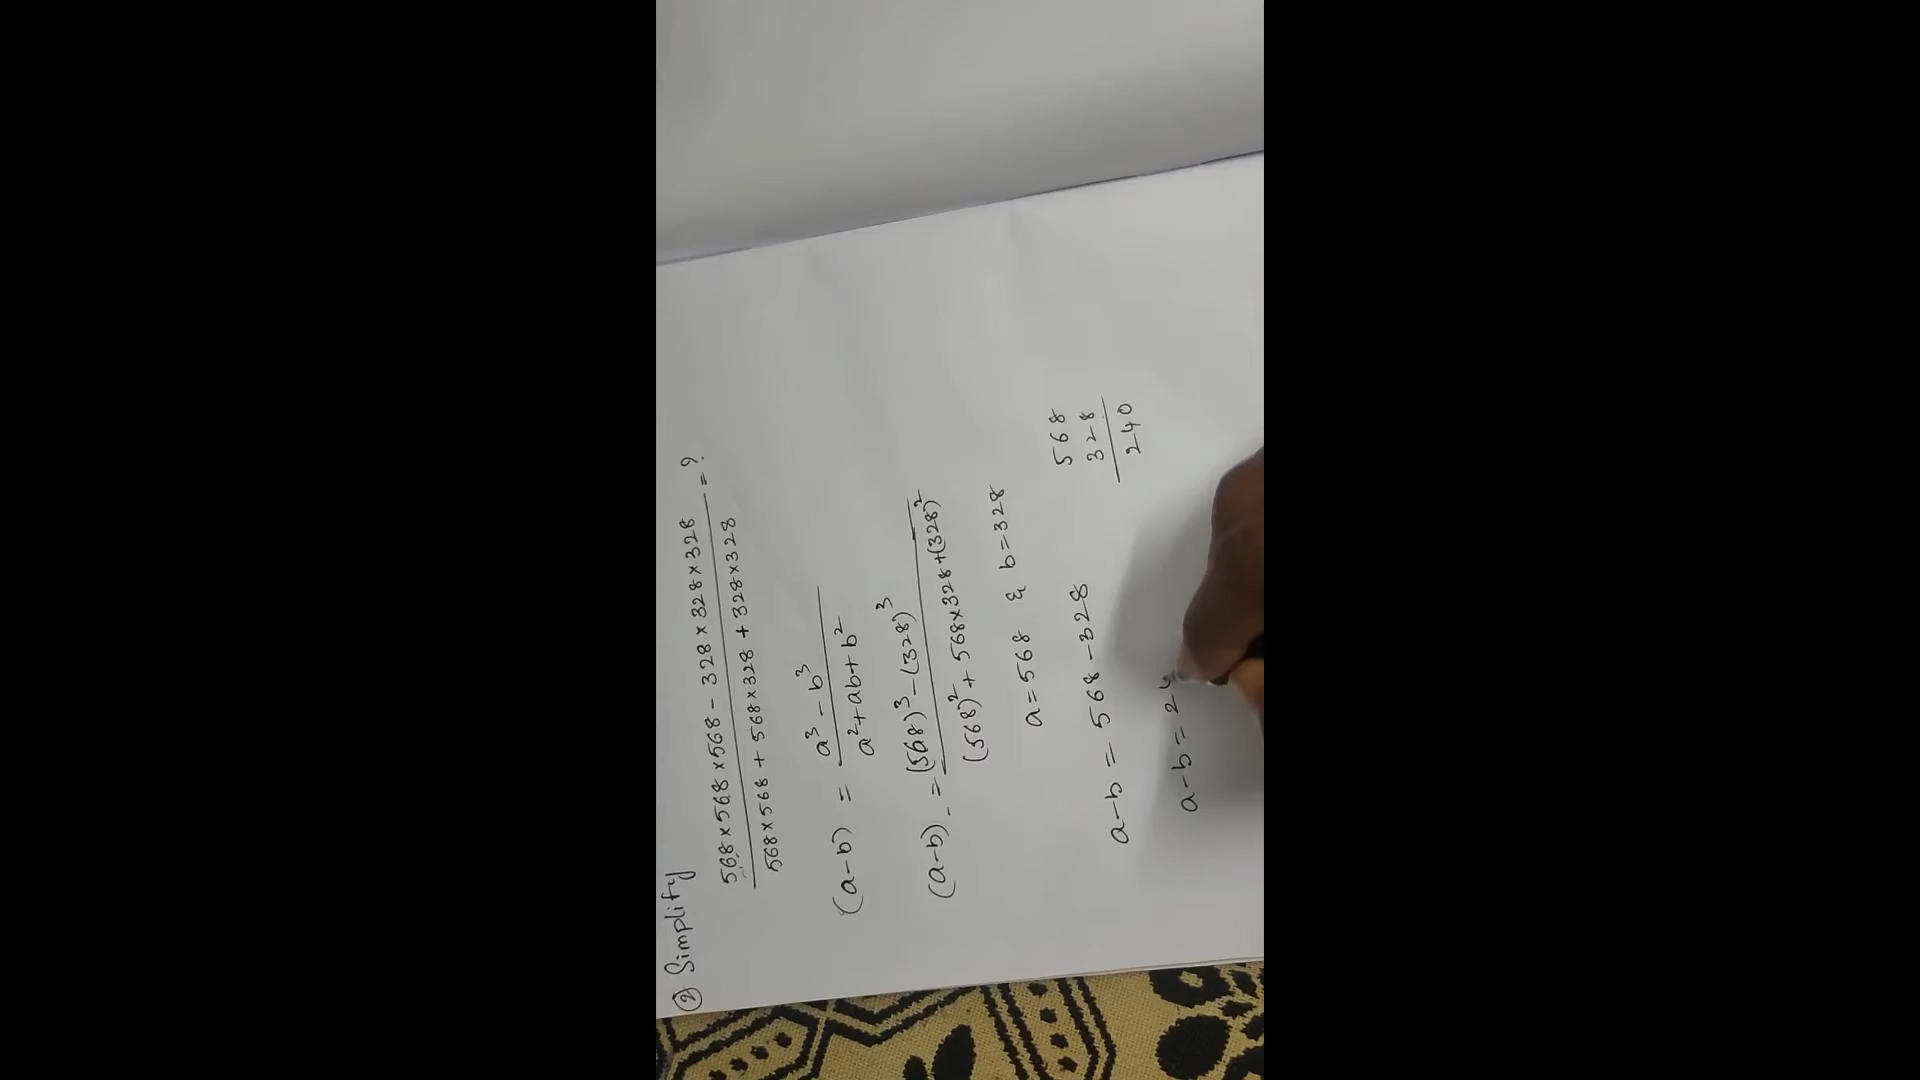 ② Simplify
568×568×568 - 328×328×328 = ?
568×568 + 568×328 + 328×328
(a-b) = a³ - b³
a²+ab+b²
(a-b) = (568)³-(328)³
(568)²+568×328+(328)²
a=568 & b=328
a-b = 568-328
568
328
240
a-b = 24